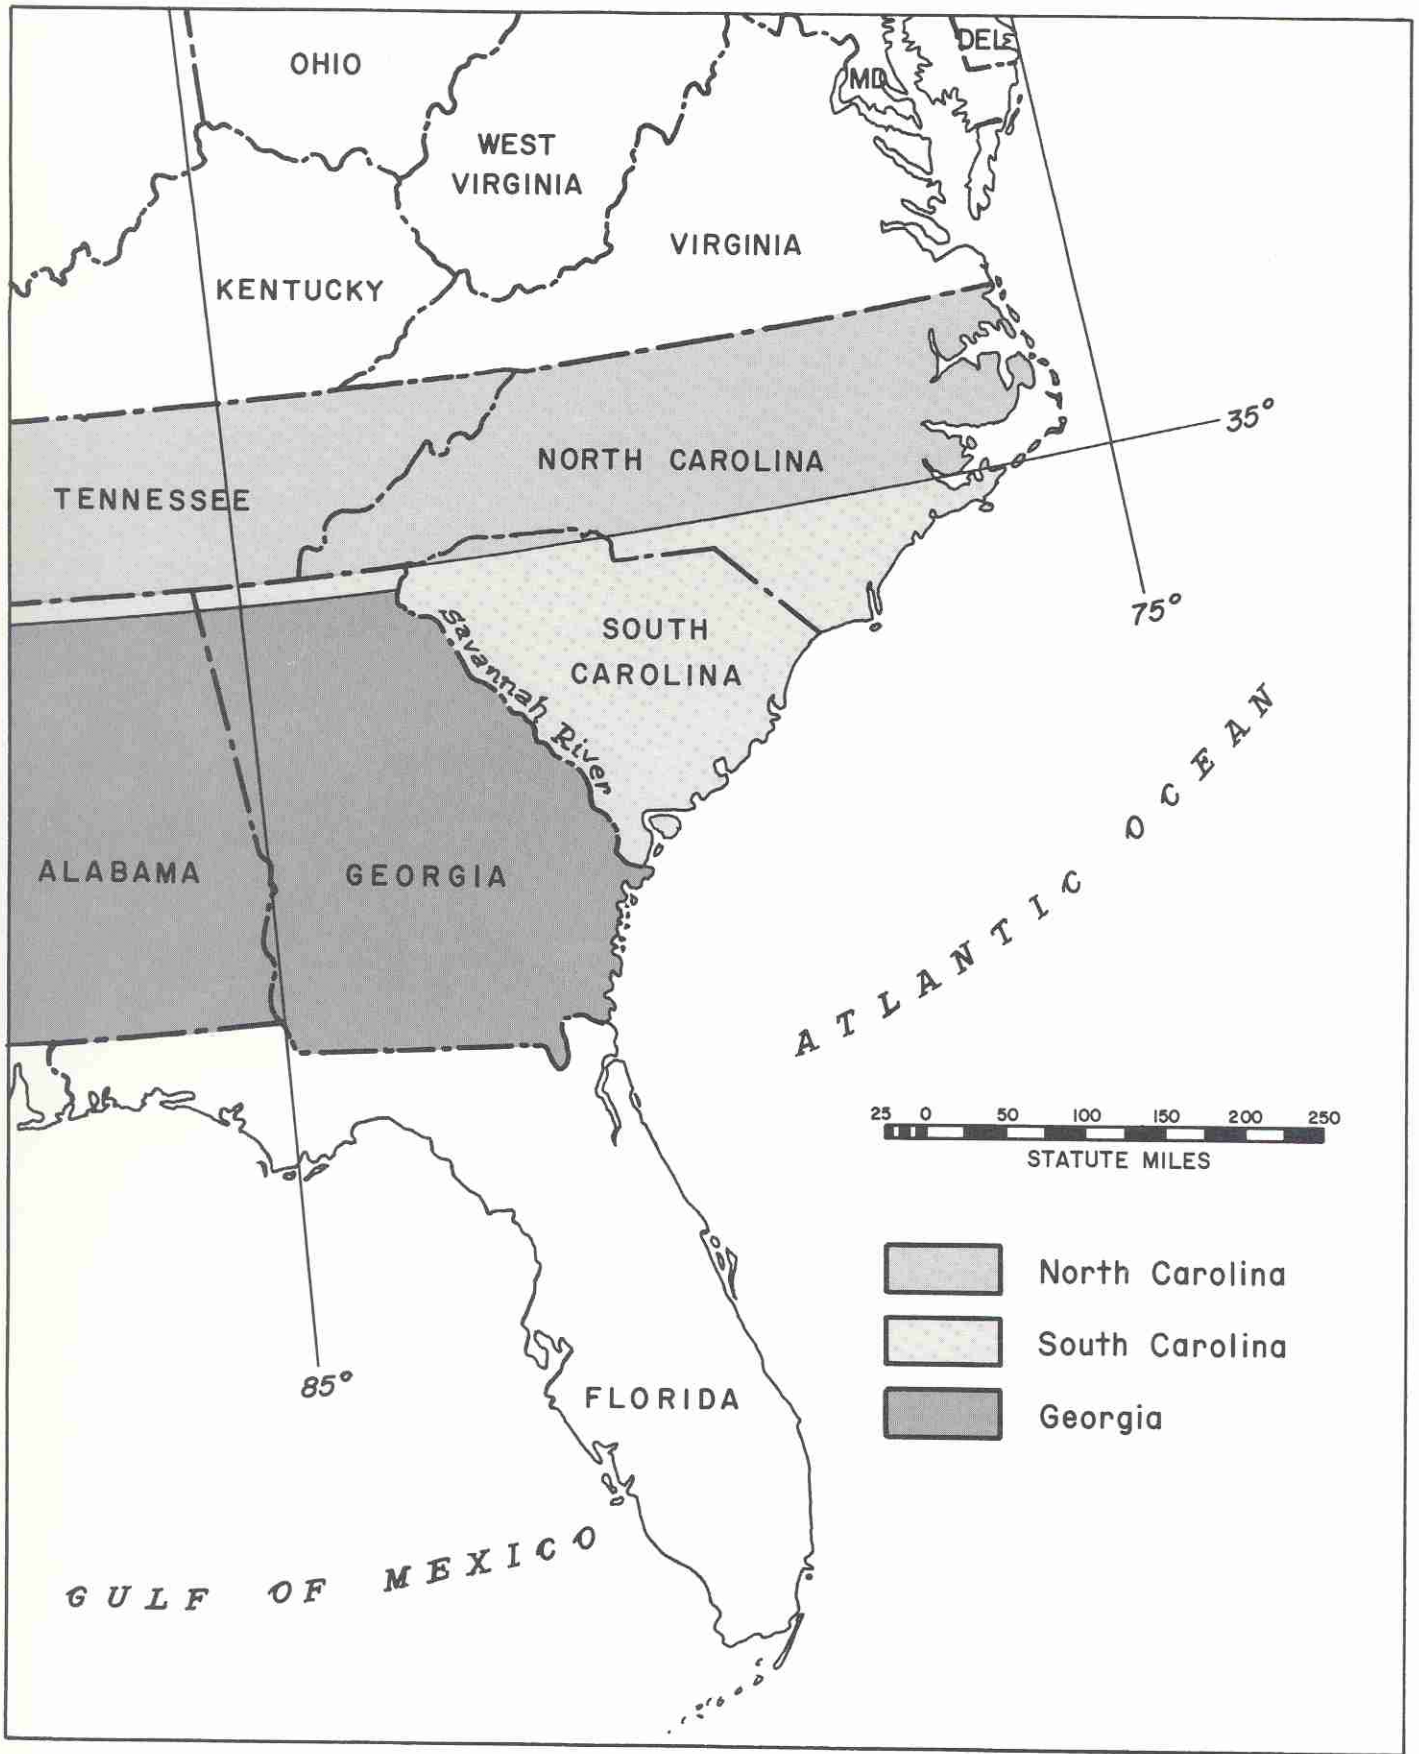 OHIO
DEL
MD
WEST
VIRGINIA
VIRGINIA
KENTUCKY
35°
NORTH CAROLINA
TENNESSEE
75°
SOUTH
CAROLINA
Savannah River
ALABAMA
GEORGIA
ATLANTIC OCEAN
25 0 50 100 150 200 250
STATUTE MILES
North Carolina
South Carolina
Georgia
85°
FLORIDA
GULF OF MEXICO